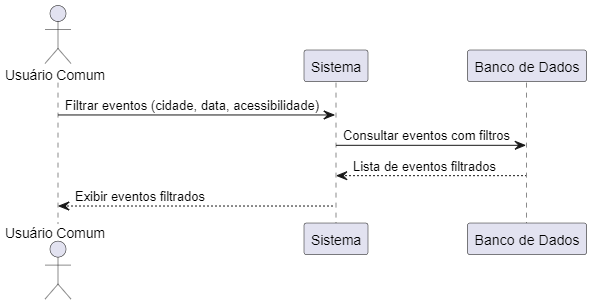 Usuário Comum
Sistema
Banco de Dados
Filtrar eventos (cidade, data, acessibilidade)
Consultar eventos com filtros
Lista de eventos filtrados
Exibir eventos filtrados
Usuário Comum
Sistema
Banco de Dados